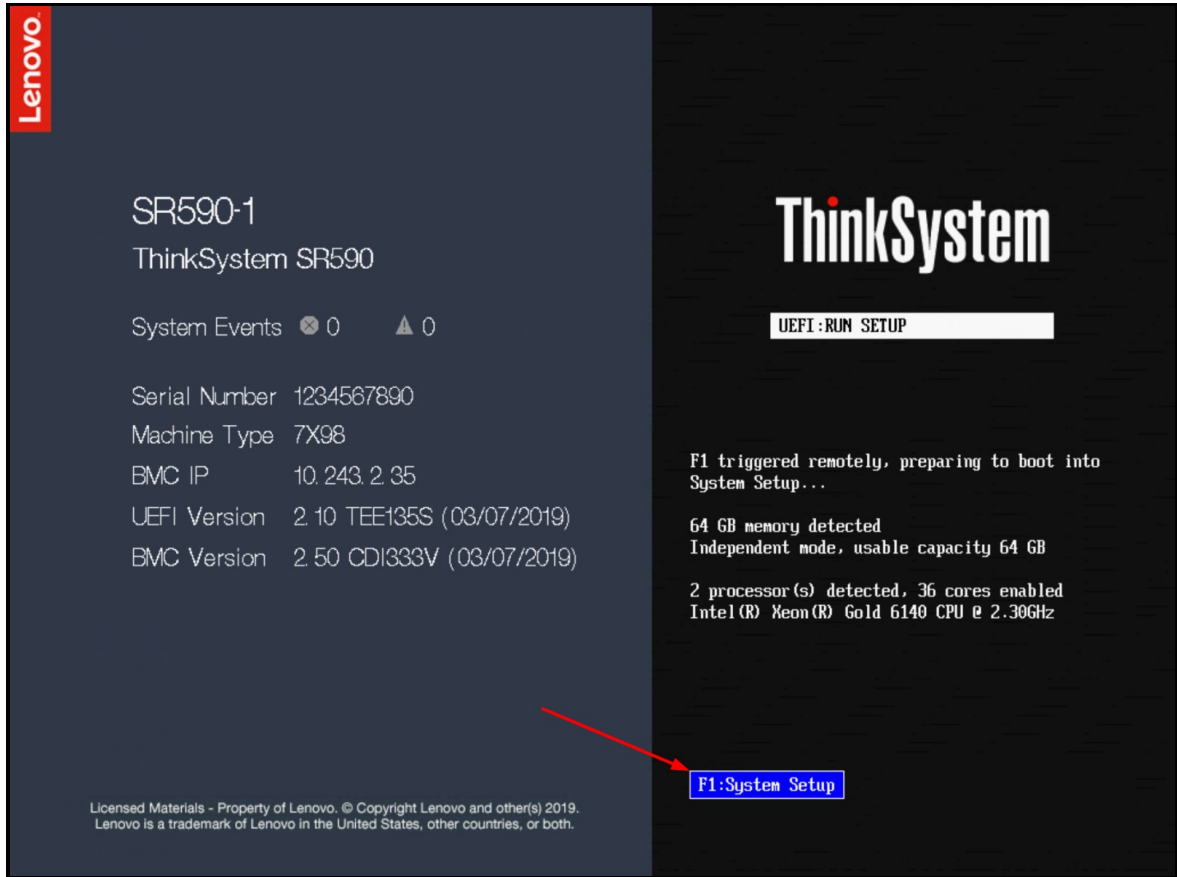 Lenovo.
SR590-1
ThinkSystem SR590
System Events 0 0
Serial Number 1234567890
Machine Type 7X98
BMC IP 10. 243. 2. 35
UEFI Version 2. 10 TEE135S (03/07/2019)
BMC Version 2. 50 CDI333V (03/07/2019)
Licensed Materials - Property of Lenovo. © Copyright Lenovo and other(s) 2019.
Lenovo is a trademark of Lenovo in the United States, other countries, or both.
ThinkSystem
UEFI:RUN SETUP
F1 triggered remotely, preparing to boot into
System Setup...
64 GB memory detected
Independent mode, usable capacity 64 GB
2 processor(s) detected, 36 cores enabled
Intel(R) Xeon(R) Gold 6140 CPU @ 2.30GHz
F1:System Setup